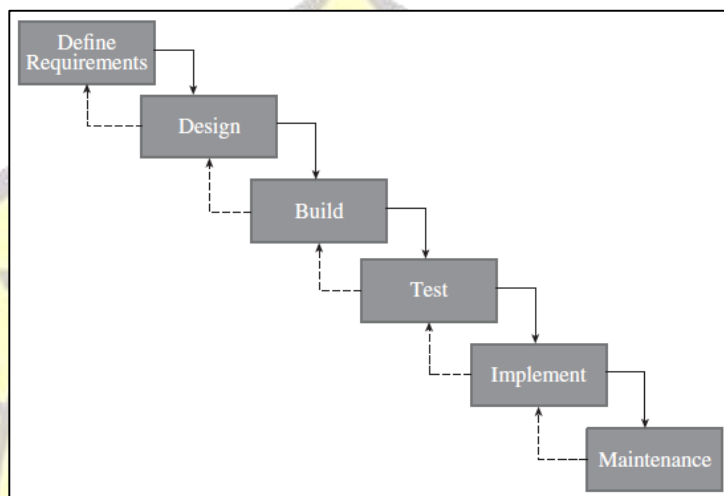 Define
Requirements
Design
Build
Test
Implement
Maintenance